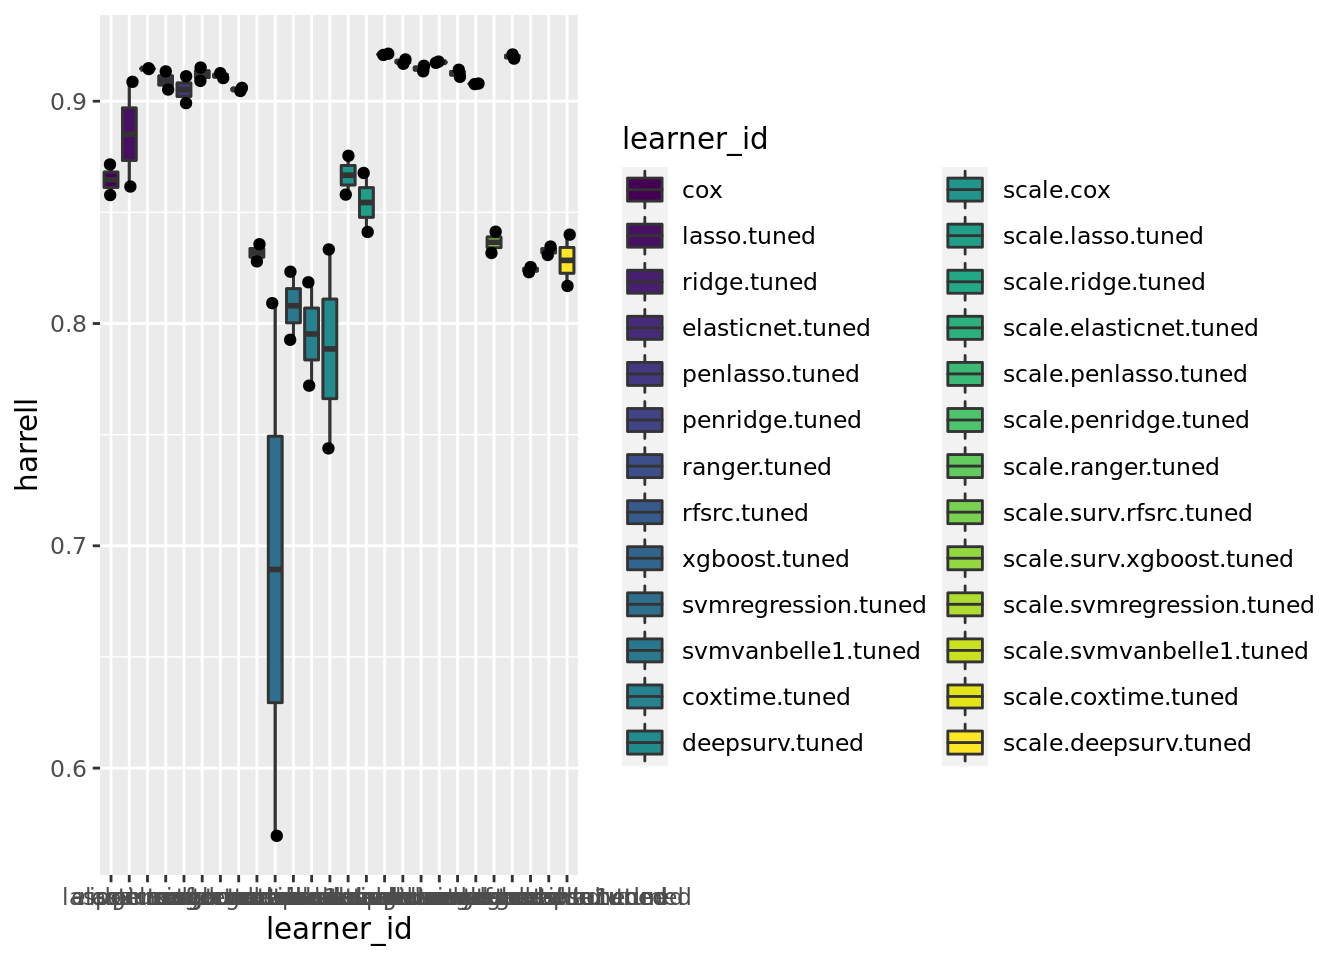 0.9
0.8
0.7
0.6
harrell
learner_id
learner_id
cox
lasso.tuned
ridge.tuned
elasticnet.tuned
penlasso.tuned
penridge.tuned
ranger.tuned
rfsrc.tuned
xgboost.tuned
svmregression.tuned
svmvanbelle1.tuned
coxtime.tuned
deepsurv.tuned
scale.cox
scale.lasso.tuned
scale.ridge.tuned
scale.elasticnet.tuned
scale.penlasso.tuned
scale.penridge.tuned
scale.ranger.tuned
scale.surv.rfsrc.tuned
scale.surv.xgboost.tuned
scale.svmregression.tuned
scale.svmvanbelle1.tuned
scale.coxtime.tuned
scale.deepsurv.tuned